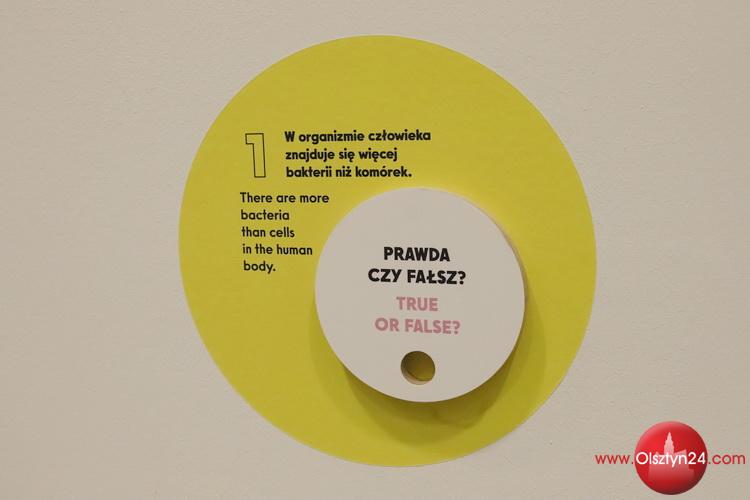 1
W organizmie człowieka
znajduje się więcej
bakterii niż komórek.
There are more
bacteria
than cells
in the human
body.
PRAWDA
CZY FAŁSZ?
TRUE
OR FALSE?
www.Olsztyn24.com